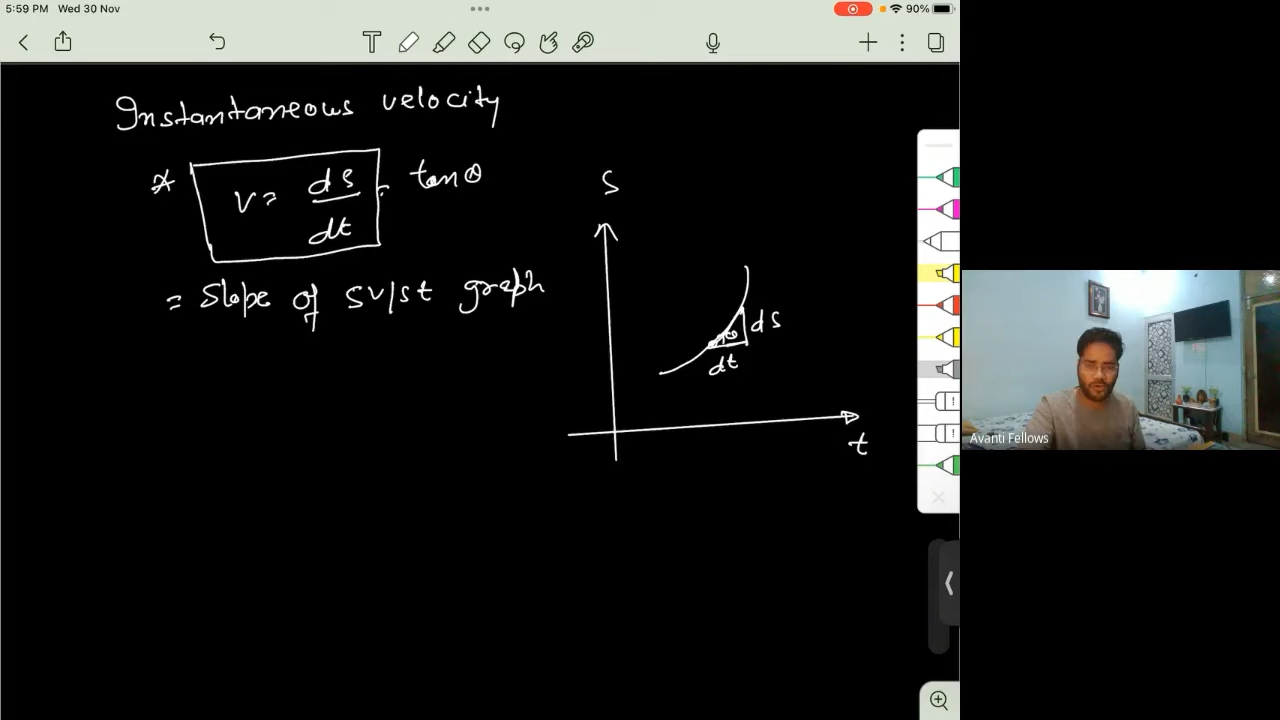 5:59 PM Wed 30 Nov
90%
Instantaneous velocity
* v = ds/dt = tanθ
= Slope of s v/s t graph
S
ds
θ
dt
t
T
Avanti Fellows